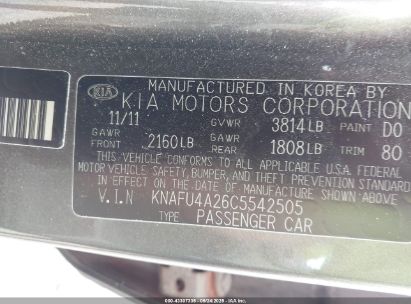 MANUFACTURED IN KOREA BY
KIA KIA MOTORS CORPORATION
11/11 GVWR 3814LB PAINT D0
GAWR FRONT 2160LB GAWR REAR 1808LB TRIM 80
THIS VEHICLE CONFORMS TO ALL APPLICABLE U.S.A. FEDERAL
MOTOR VEHICLE SAFETY, BUMPER, AND THEFT PREVENTION STANDARDS
IN EFFECT ON THE DATE OF MANUFACTURE SHOWN ABOVE
V.I.N KNAFU4A26C5542505
TYPE PASSENGER CAR